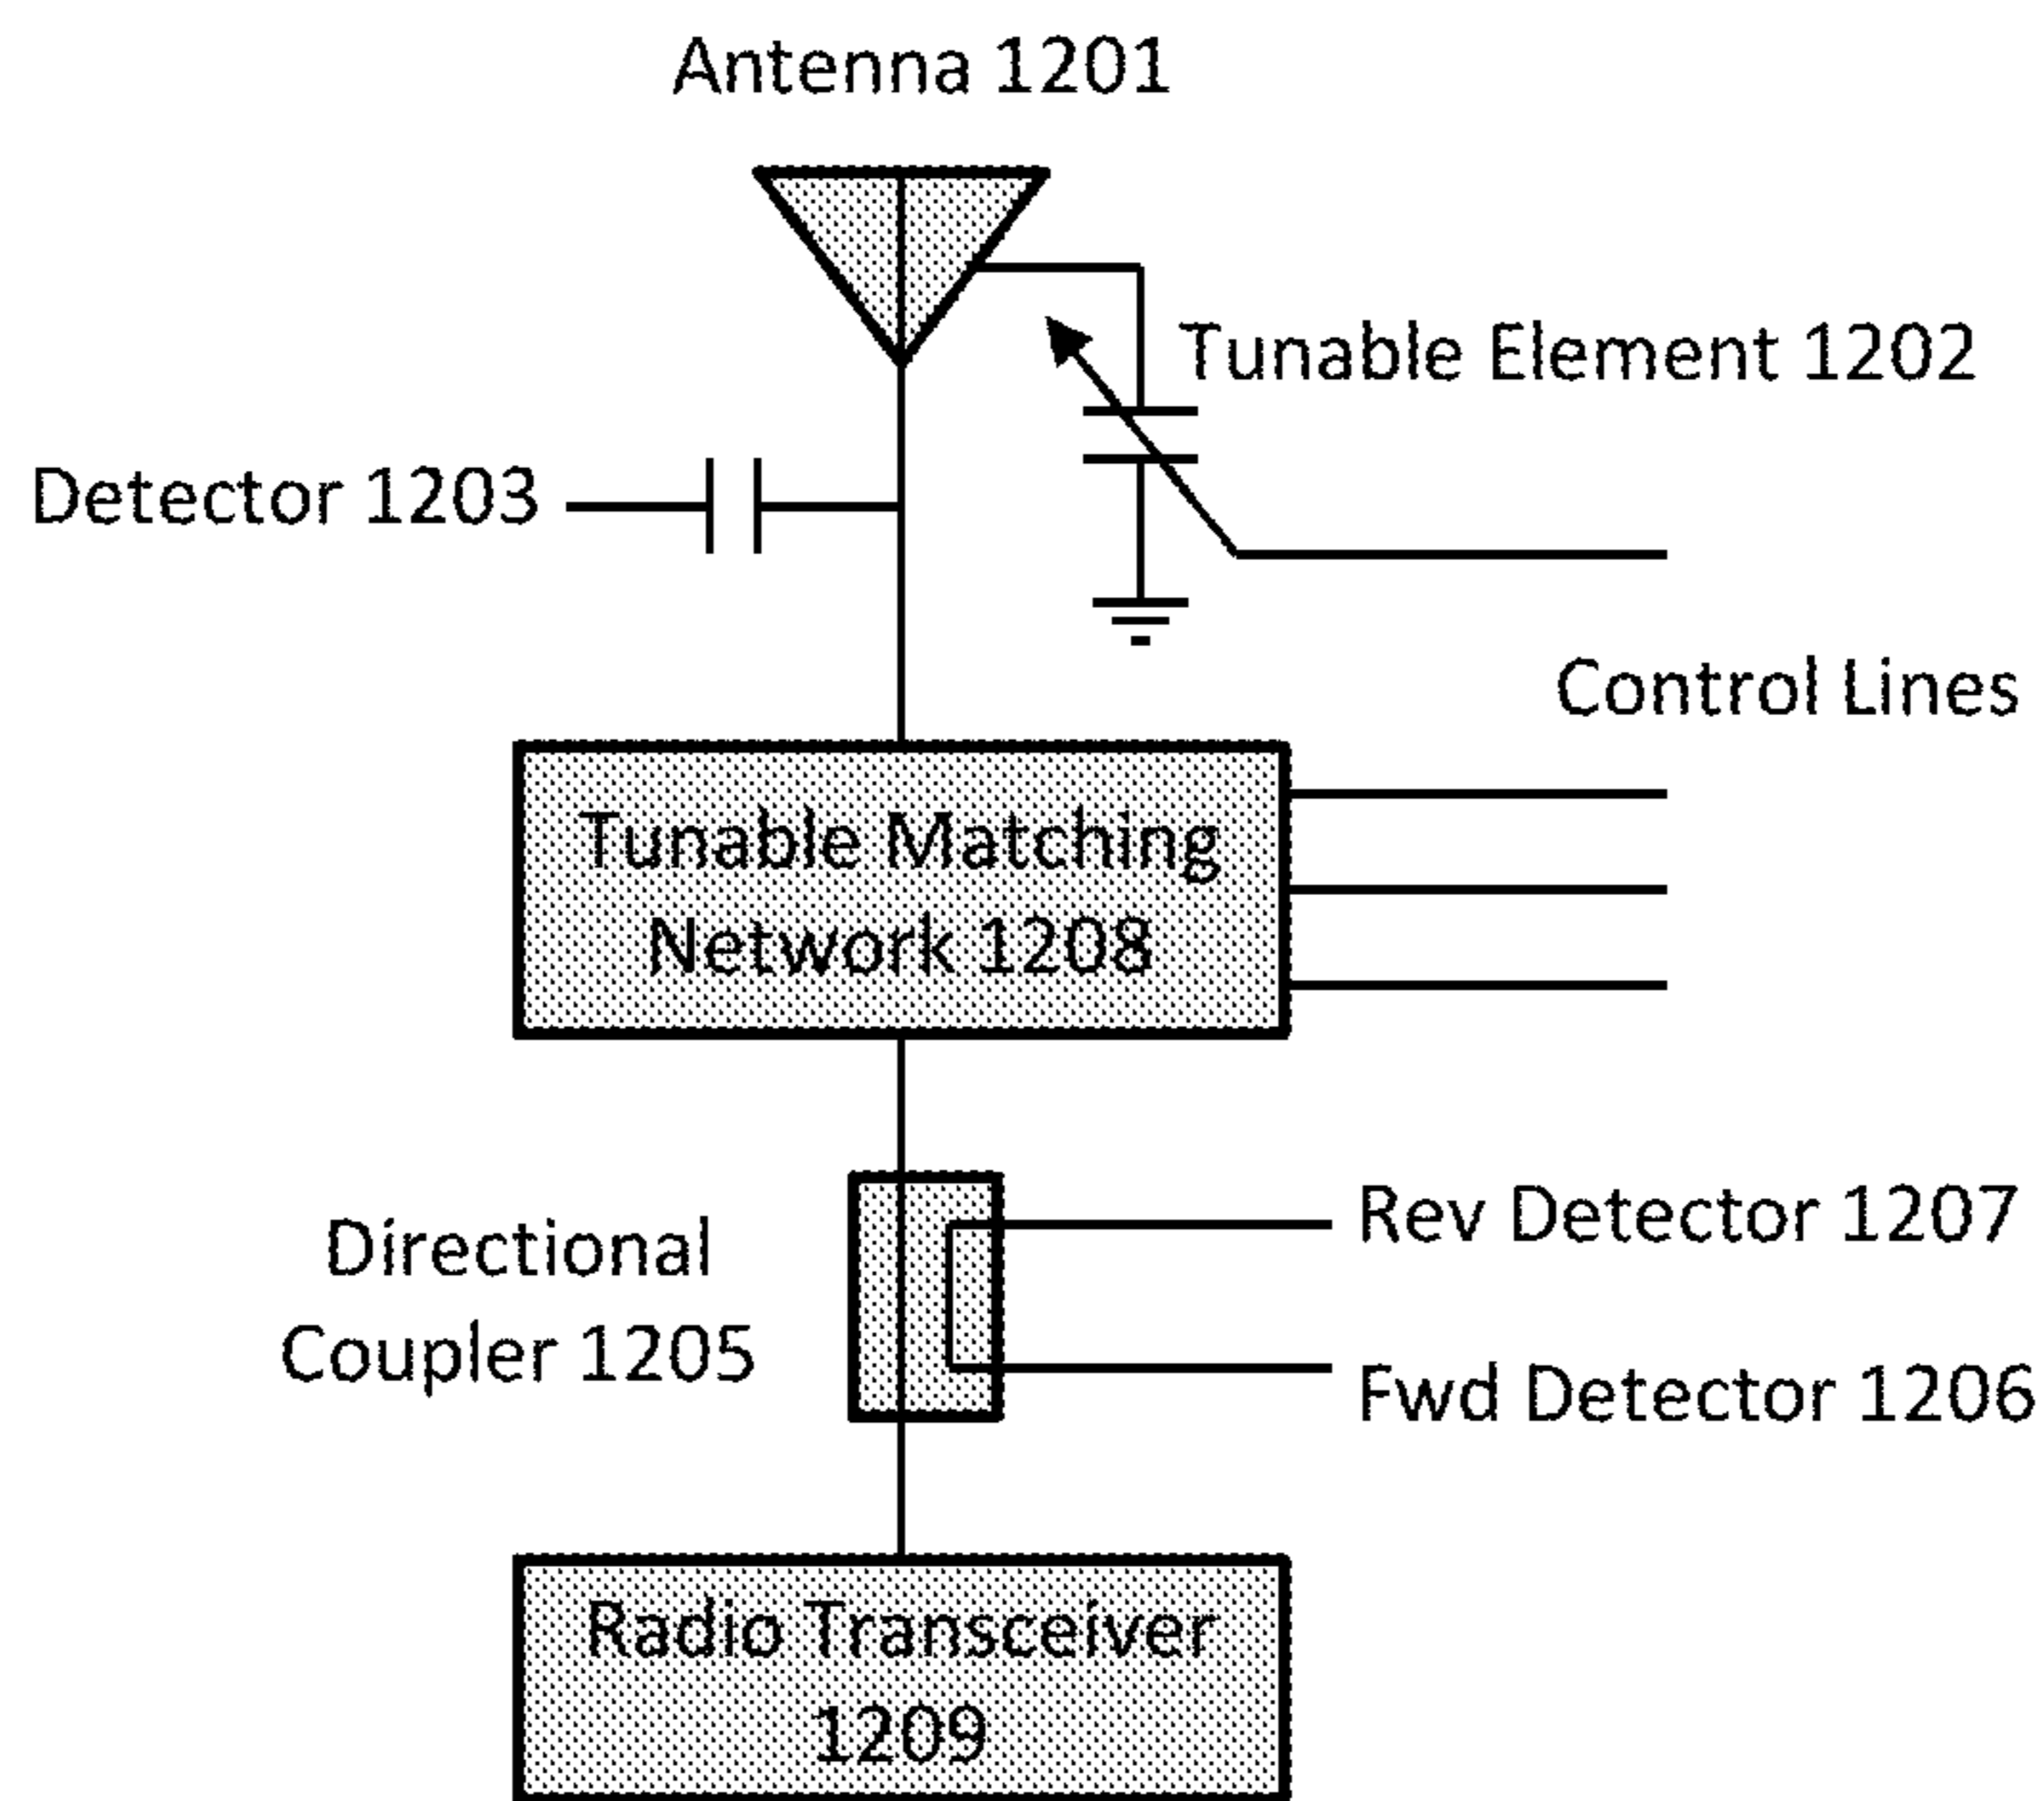 Antenna 1201
Tunable Element 1202
Detector 1203
Control Lines
Tunable Matching
Network 1208
Rev Detector 1207
Directional
Coupler 1205
Fwd Detector 1206
Radio Transceiver
1209